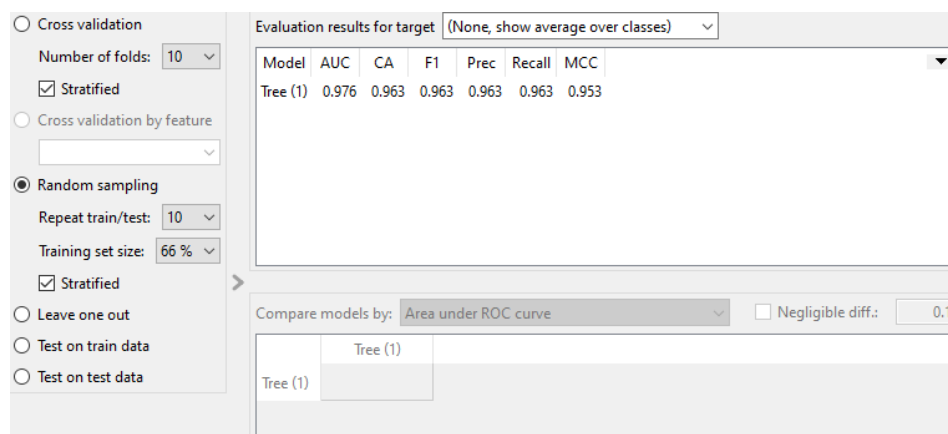 Cross validation
Number of folds: 10
Stratified
Cross validation by feature
Random sampling
Repeat train/test: 10
Training set size: 66 %
Stratified
Leave one out
Test on train data
Test on test data
Evaluation results for target (None, show average over classes)
Model AUC CA F1 Prec Recall MCC
Tree (1) 0.976 0.963 0.963 0.963 0.963 0.953
Compare models by: Area under ROC curve Negligible diff.: 0.1
Tree (1)
Tree (1)